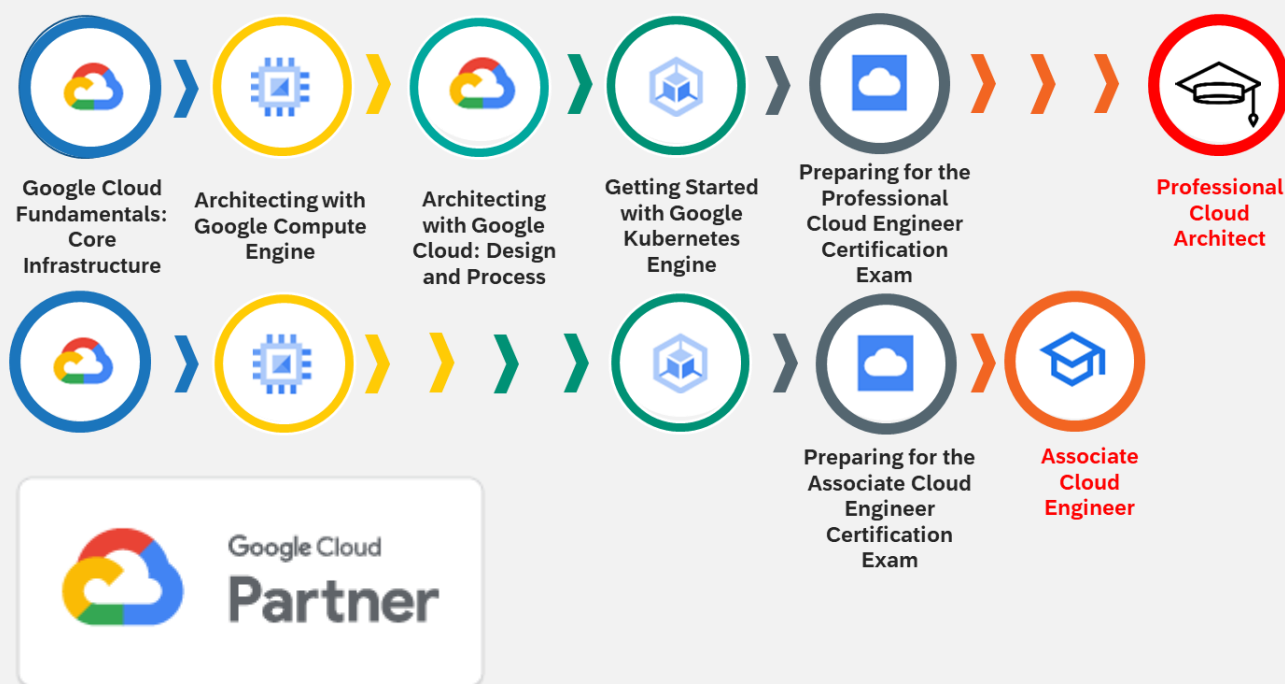 Google Cloud
Fundamentals:
Core
Infrastructure
Architecting with
Google Compute
Engine
Architecting
with Google
Cloud: Design
and Process
Getting Started
with Google
Kubernetes
Engine
Preparing for the
Professional
Cloud Engineer
Certification
Exam
Professional
Cloud
Architect
Preparing for the
Associate Cloud
Engineer
Certification
Exam
Associate
Cloud
Engineer
Google Cloud
Partner